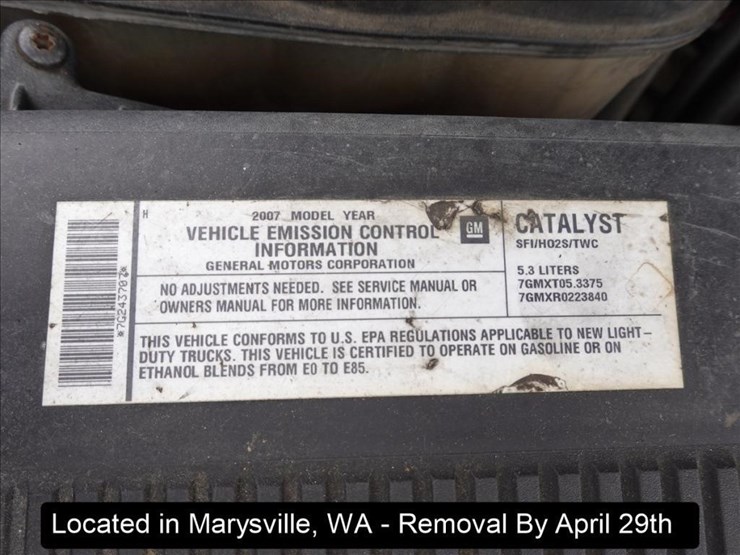 H
2007 MODEL YEAR
VEHICLE EMISSION CONTROL
INFORMATION
GENERAL MOTORS CORPORATION
GM
CATALYST
SFI/HO2S/TWC
NO ADJUSTMENTS NEEDED. SEE SERVICE MANUAL OR
OWNERS MANUAL FOR MORE INFORMATION.
5.3 LITERS
7GMXT05.3375
7GMXR0223840
THIS VEHICLE CONFORMS TO U.S. EPA REGULATIONS APPLICABLE TO NEW LIGHT-
DUTY TRUCKS. THIS VEHICLE IS CERTIFIED TO OPERATE ON GASOLINE OR ON
ETHANOL BLENDS FROM E0 TO E85.
Located in Marysville, WA - Removal By April 29th